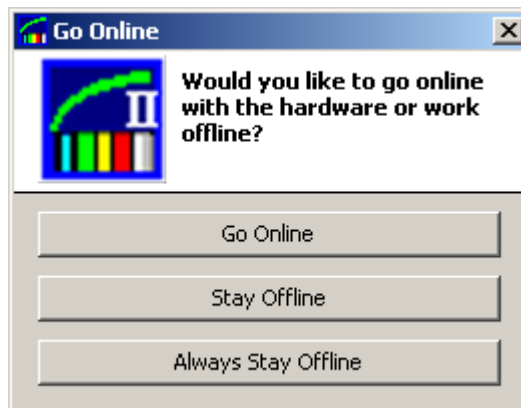 Go Online
II
Would you like to go online
with the hardware or work
offline?
Go Online
Stay Offline
Always Stay Offline